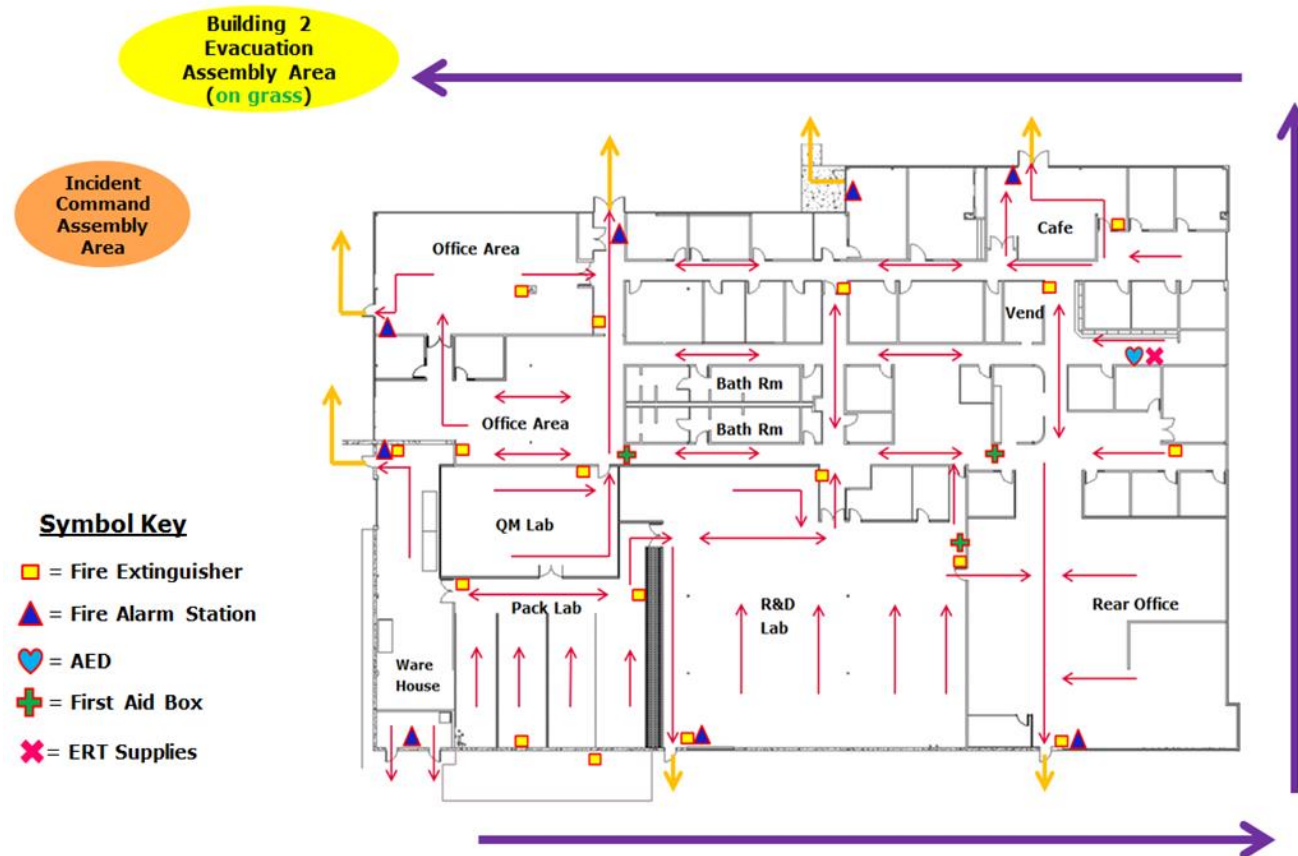 Building 2
Evacuation
Assembly Area
(on grass)
Incident
Command
Assembly
Area
Office Area
Cafe
Vend
Bath Rm
Office Area
Bath Rm
QM Lab
Pack Lab
R&D
Lab
Rear Office
Ware
House
Symbol Key
= Fire Extinguisher
= Fire Alarm Station
= AED
= First Aid Box
= ERT Supplies